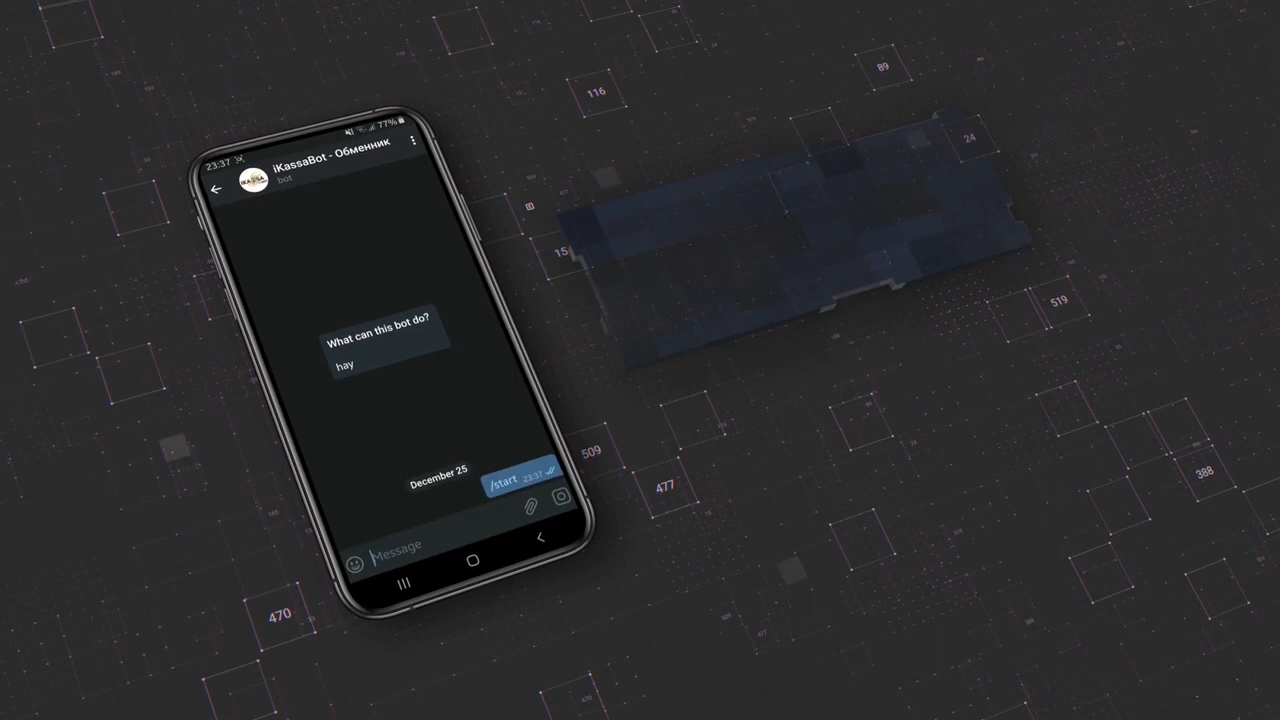 23:37
77%
iKassaBot - Обменник
bot
What can this bot do?
hay
December 25
/start 23:37
Message
116
89
24
15
519
509
477
388
470